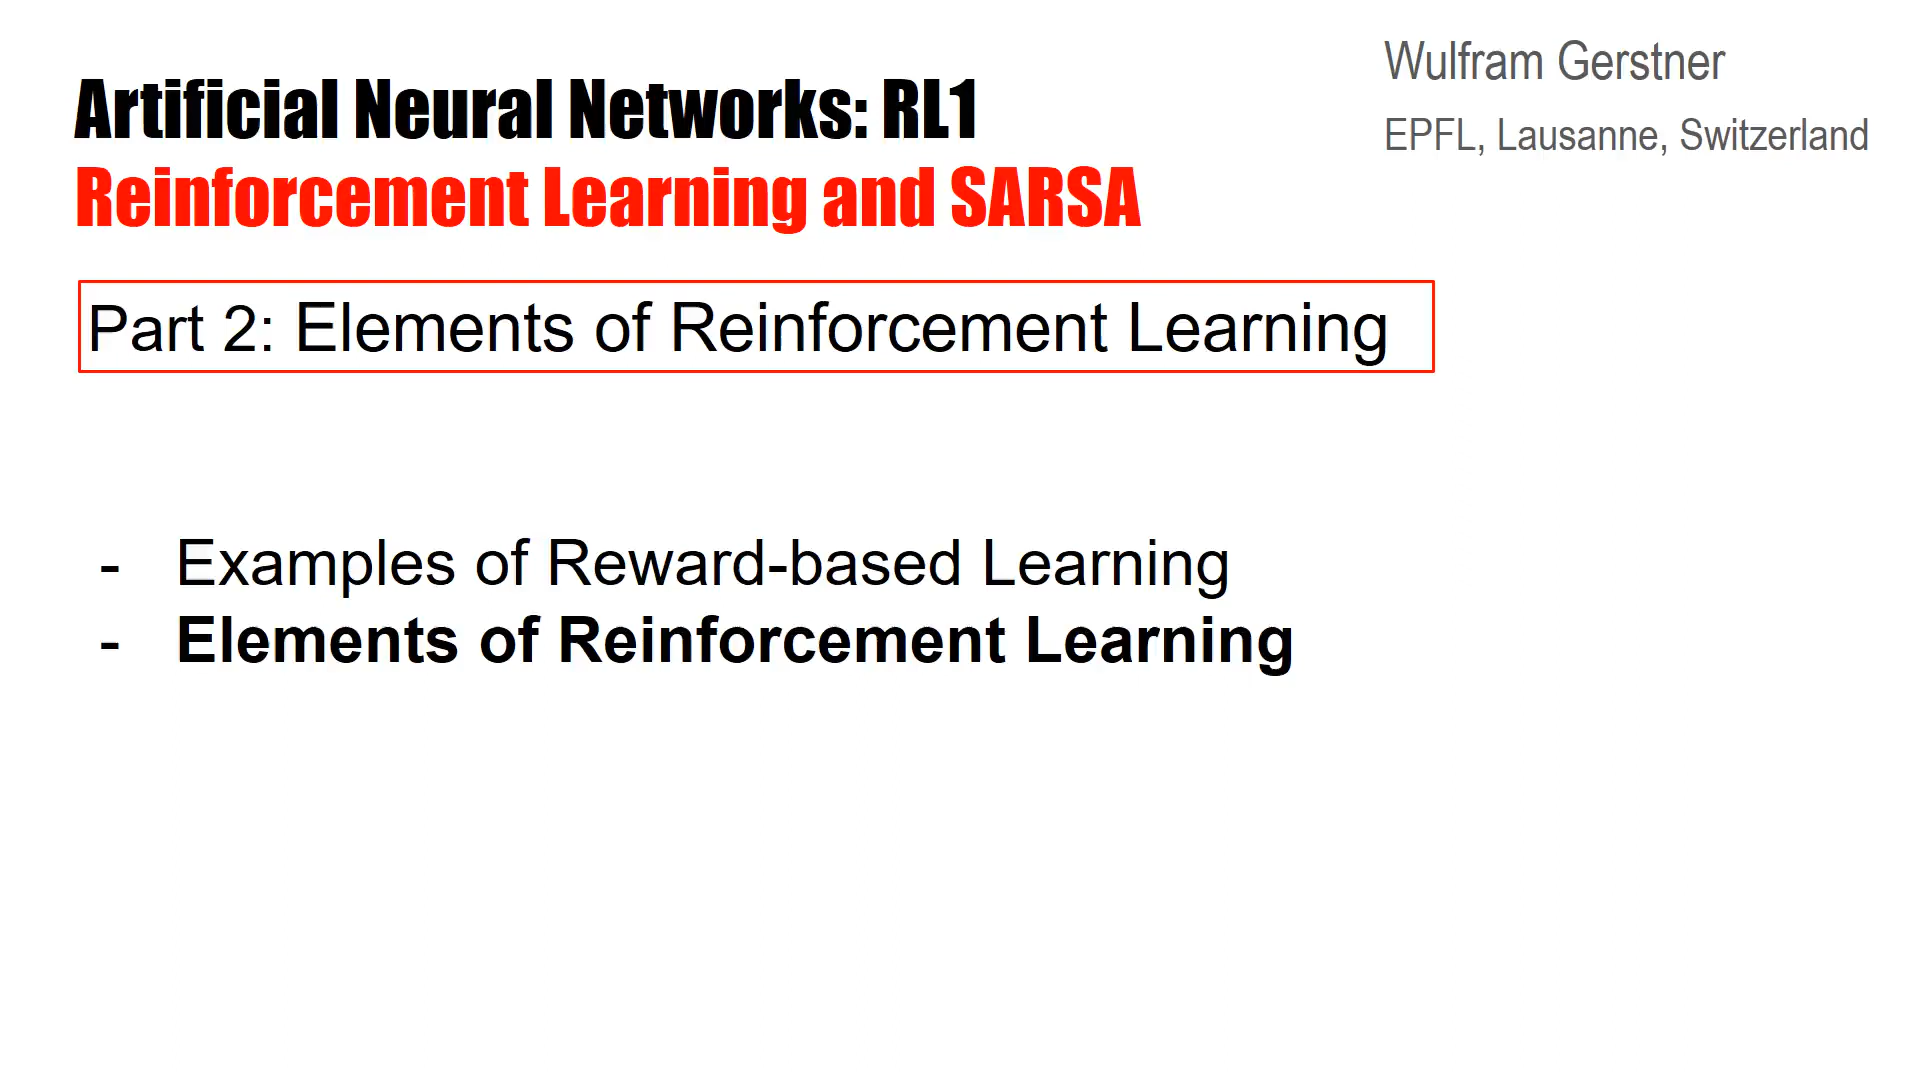 Artificial Neural Networks: RL1
Reinforcement Learning and SARSA
Wulfram Gerstner
EPFL, Lausanne, Switzerland
Part 2: Elements of Reinforcement Learning
- Examples of Reward-based Learning
- Elements of Reinforcement Learning